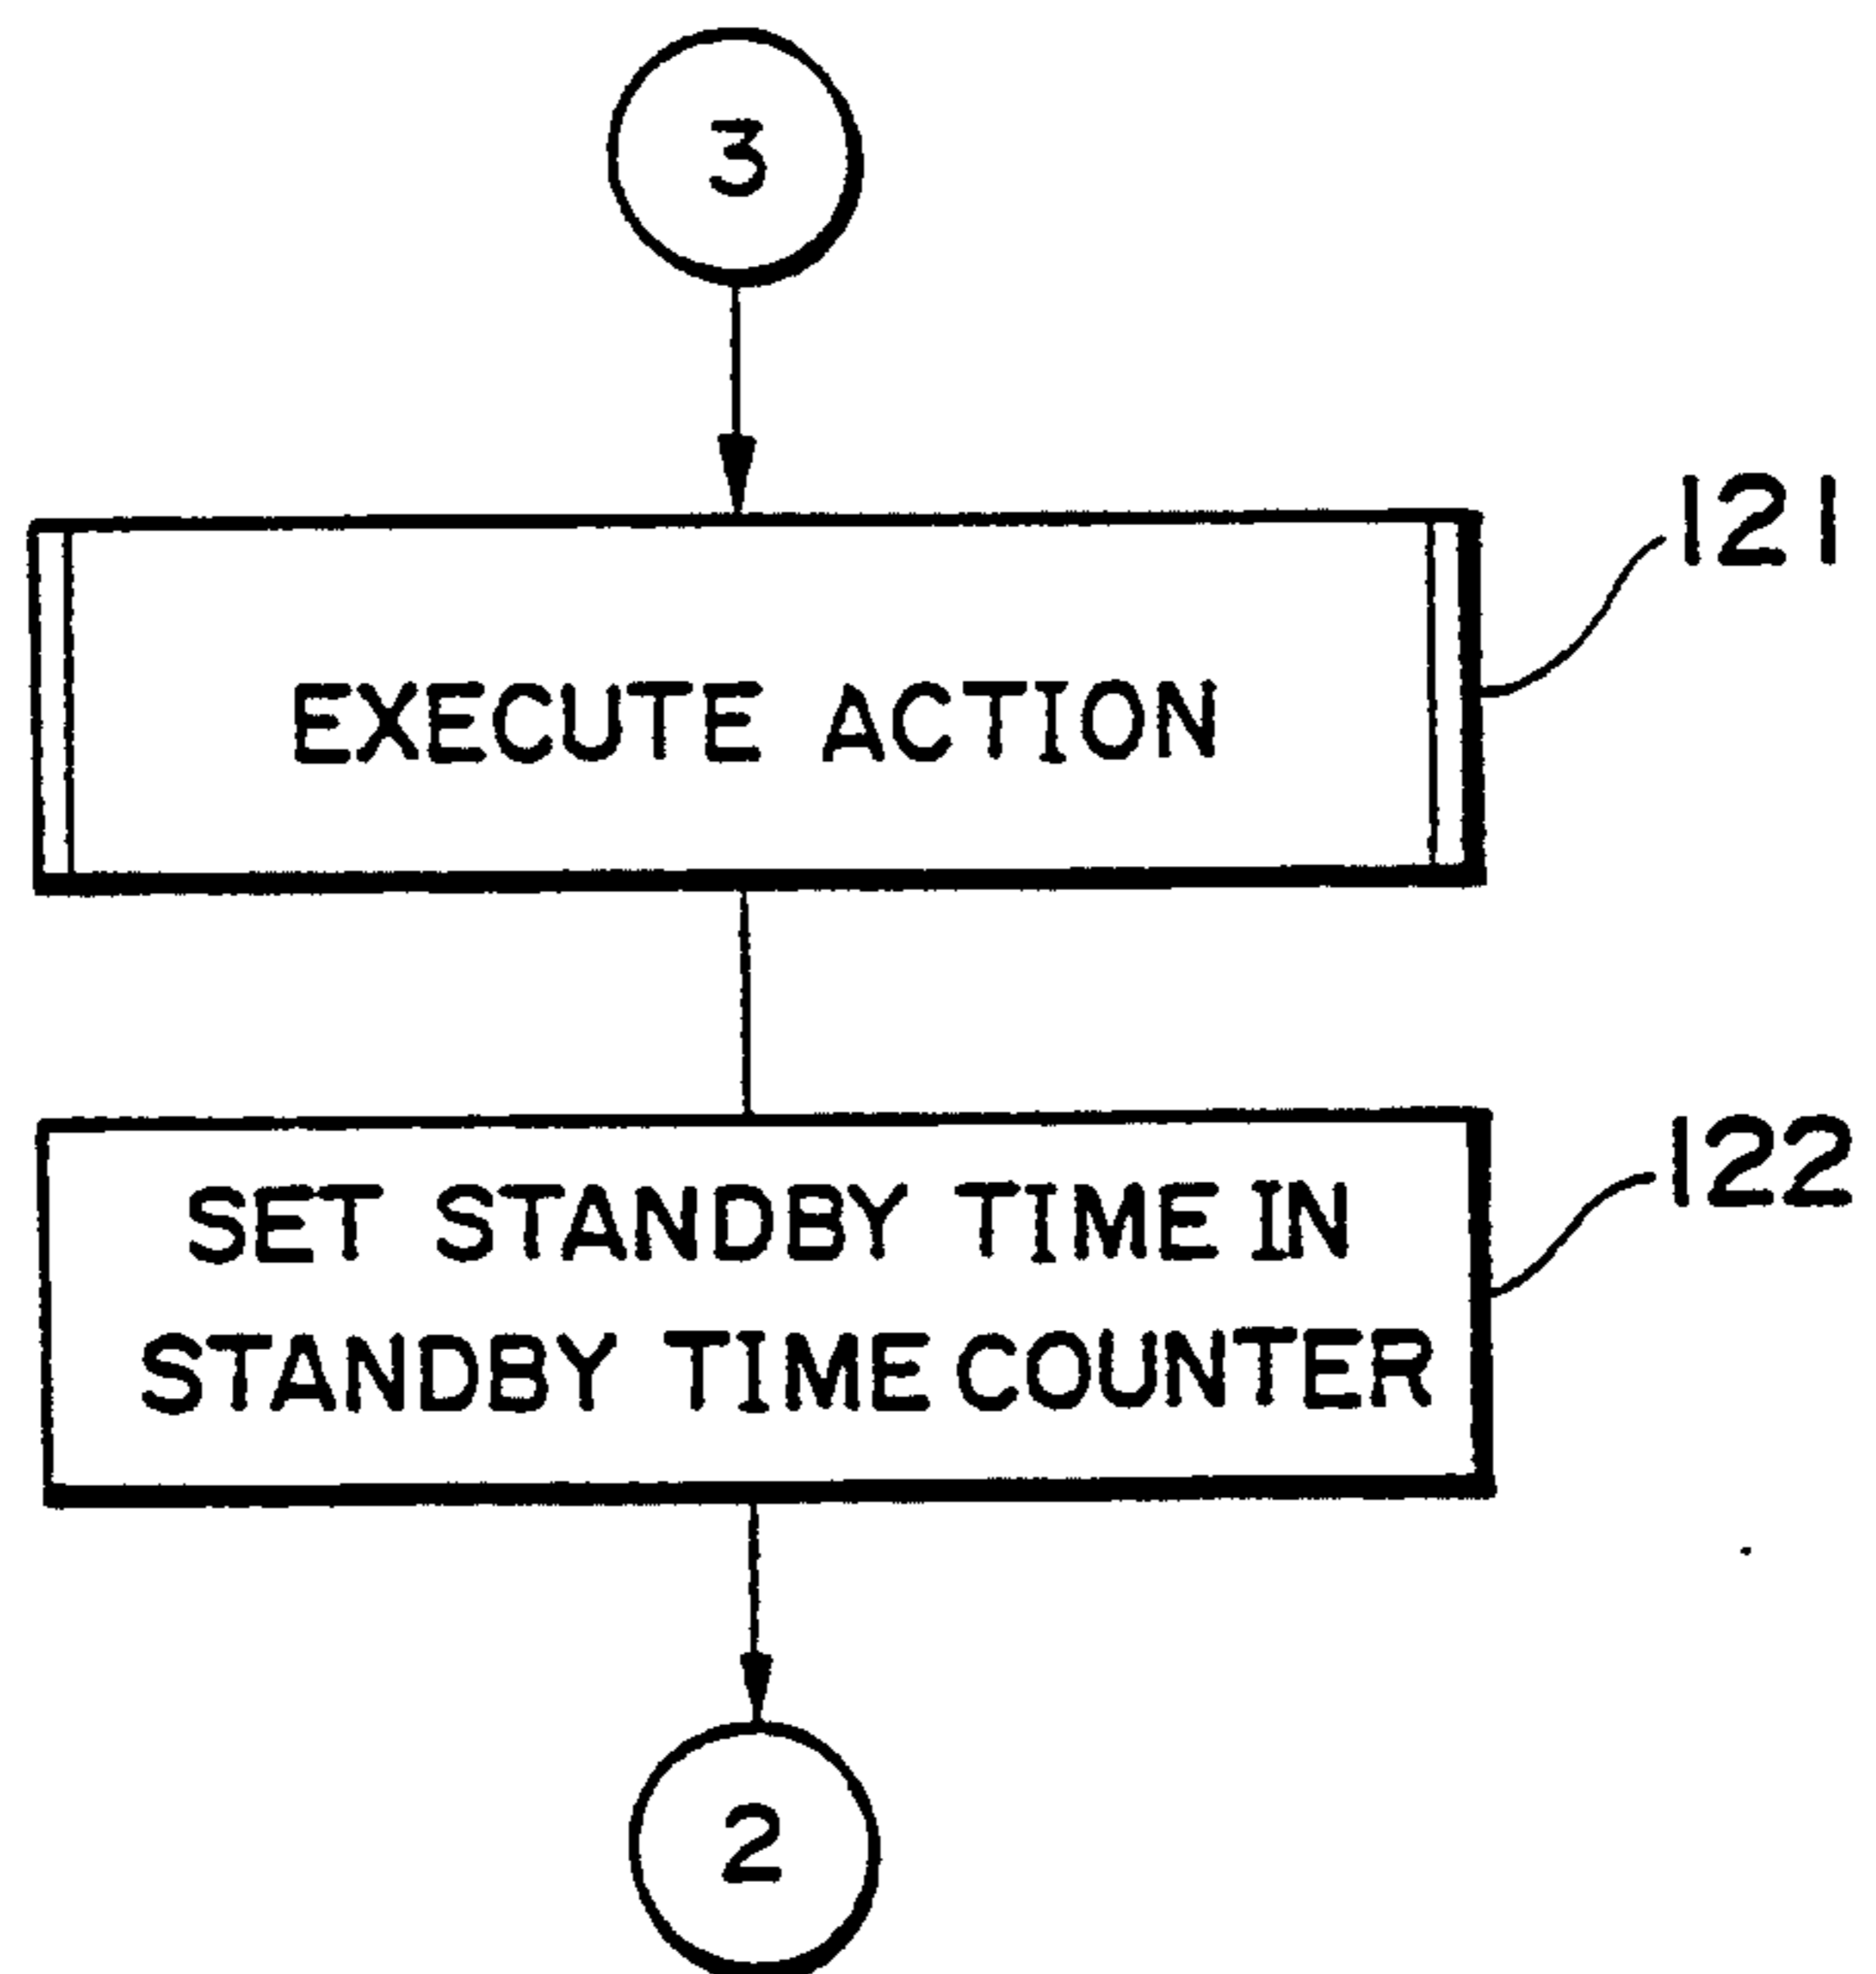 3
121
EXECUTE ACTION
122
SET STANDBY TIME IN
STANDBY TIME COUNTER
2